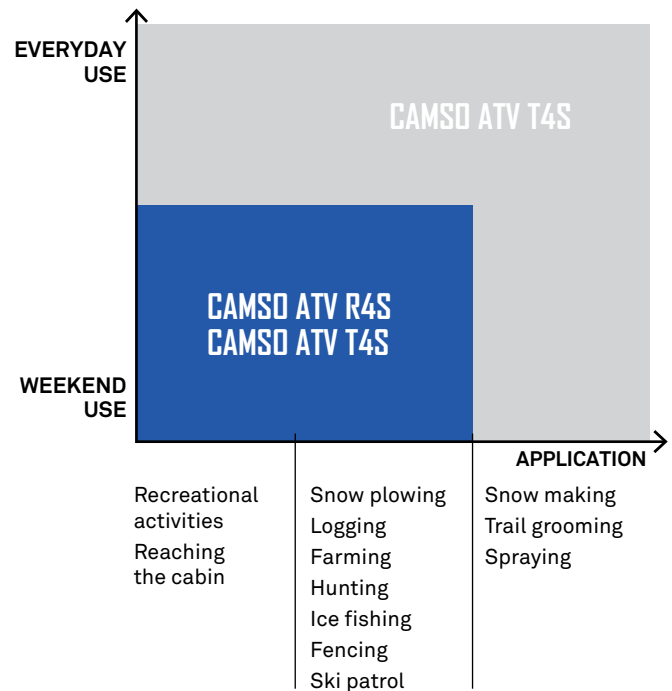 EVERYDAY
USE
CAMSO ATV T4S
CAMSO ATV R4S
CAMSO ATV T4S
WEEKEND
USE
APPLICATION
Recreational
activities
Reaching
the cabin
Snow plowing
Logging
Farming
Hunting
Ice fishing
Fencing
Ski patrol
Snow making
Trail grooming
Spraying